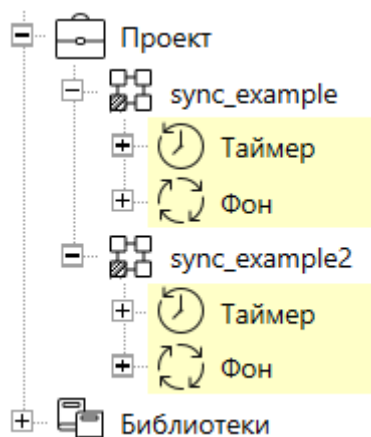 Проект
sync_example
Таймер
Фон
sync_example2
Таймер
Фон
Библиотеки